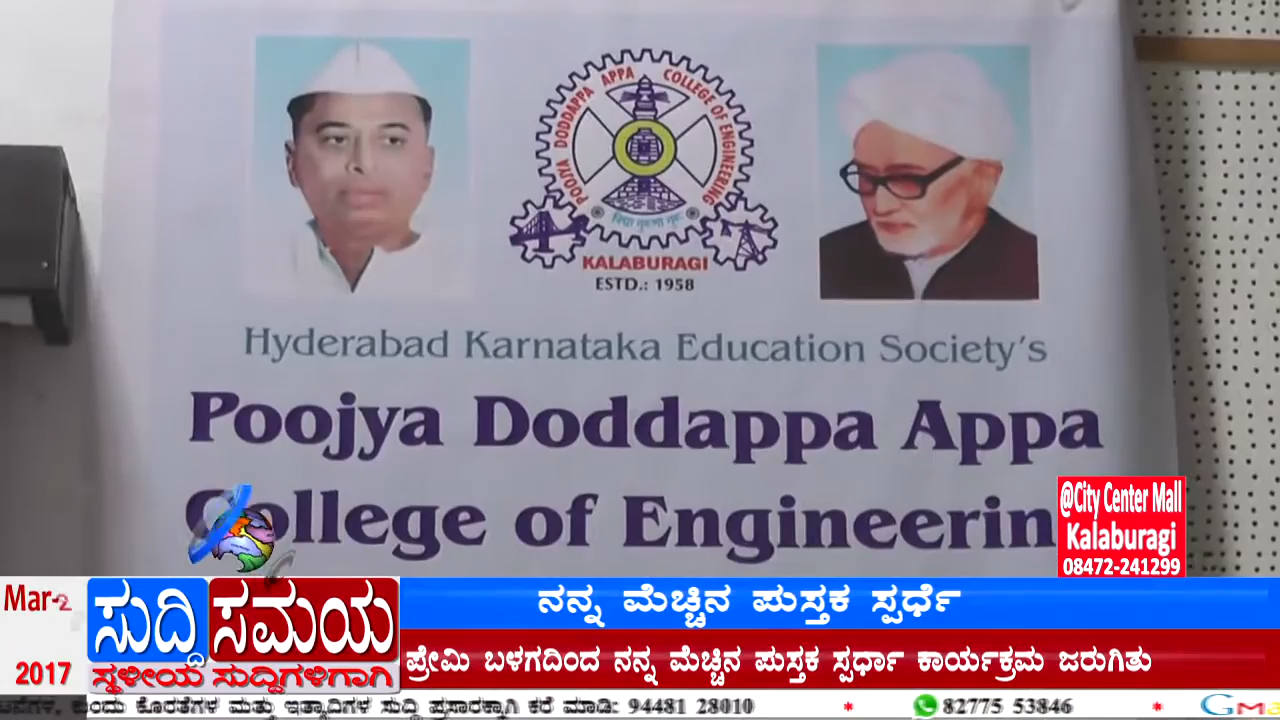 POOJYA DODDAPPA APPA COLLEGE OF ENGINEERING
KALABURAGI
ESTD.: 1958
Hyderabad Karnataka Education Society's
Poojya Doddappa Appa
College of Engineerin
@City Center Mall
Kalaburagi
08472-241299
Mar-2
2017
ಸುದ್ದಿ ಸಮಯ
ಸ್ಥಳೀಯ ಸುದ್ದಿಗಳಿಗಾಗಿ
ನನ್ನ ಮೆಚ್ಚಿನ ಪುಸ್ತಕ ಸ್ಪರ್ಧೆ
ಪ್ರೇಮಿ ಬಳಗದಿಂದ ನನ್ನ ಮೆಚ್ಚಿನ ಪುಸ್ತಕ ಸ್ಪರ್ಧಾ ಕಾರ್ಯಕ್ರಮ ಜರುಗಿತು
ಕುಂದು ಕೊರತೆಗಳ ಮತ್ತು ಇತ್ಯಾದಿಗಳ ಸುದ್ದಿ ಪ್ರಸಾರಕ್ಕಾಗಿ ಕರೆ ಮಾಡಿ: 94481 28010 * 82775 53846 * Gma